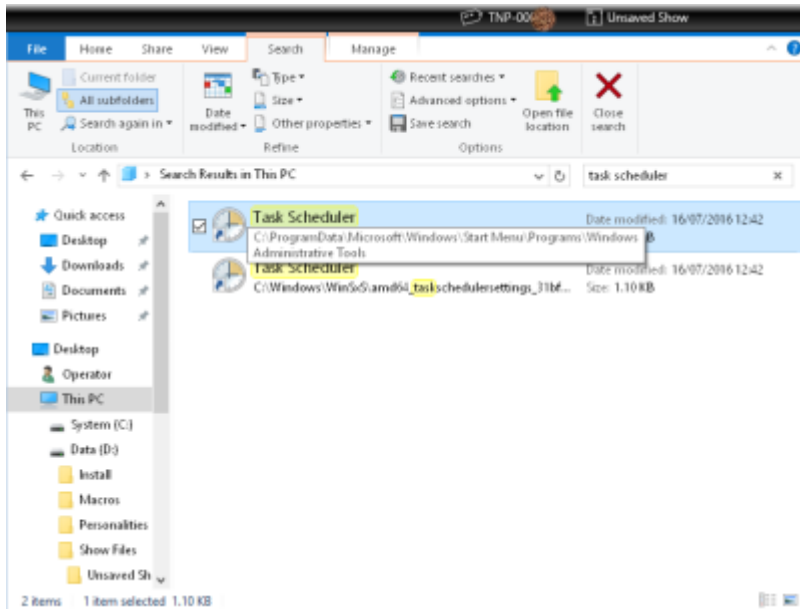 Unsaved Show
File Home Share View Search Manage
Current folder
All subfolders
Search again in
This PC
Location
Date modified
Type
Size
Other properties
Refine
Recent searches
Advanced options
Save search
Options
Open file location
Close search
Search Results in This PC
task scheduler
Quick access
Desktop
Downloads
Documents
Pictures
Desktop
Operator
This PC
System (C:)
Data (D:)
Install
Macros
Personalities
Show Files
Unsaved Sh
Task Scheduler
Date modified: 16/07/2016 12:42
C:\ProgramData\Microsoft\Windows\Start Menu\Programs\Windows
Administrative Tools
Task Scheduler
Date modified: 16/07/2016 12:42
C:\Windows\WinSxS\amd64_taskschedulersettings_31bf...
Size: 1.10 KB
2 items 1 item selected 1.10 KB